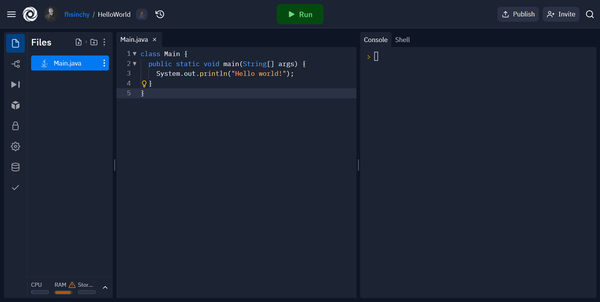 fhsinchy / HelloWorld
Run
Publish
Invite
Files
Main.java
Main.java ×
Console
Shell
1 class Main {
2 public static void main(String[] args) {
3 System.out.println("Hello world!");
4 }
5 }
CPU
RAM
Stor...